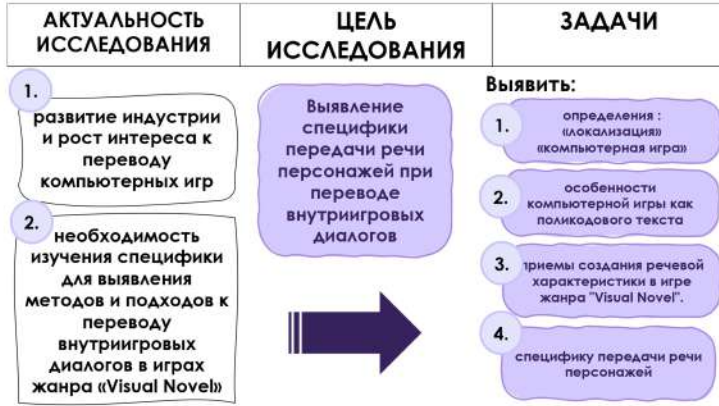 АКТУАЛЬНОСТЬ
ИССЛЕДОВАНИЯ
ЦЕЛЬ
ИССЛЕДОВАНИЯ
ЗАДАЧИ
1.
развитие индустрии
и рост интереса к
переводу
компьютерных игр
2.
необходимость
изучения специфики
для выявления
методов и подходов к
переводу
внутриигровых
диалогов в играх
жанра «Visual Novel»
Выявление
специфики
передачи речи
персонажей при
переводе
внутриигровых
диалогов
Выявить:
1.
определения :
«локализация»
«компьютерная игра»
2.
особенности
компьютерной игры как
поликодового текста
3.
приемы создания речевой
характеристики в игре
жанра "Visual Novel".
4.
специфику передачи речи
персонажей